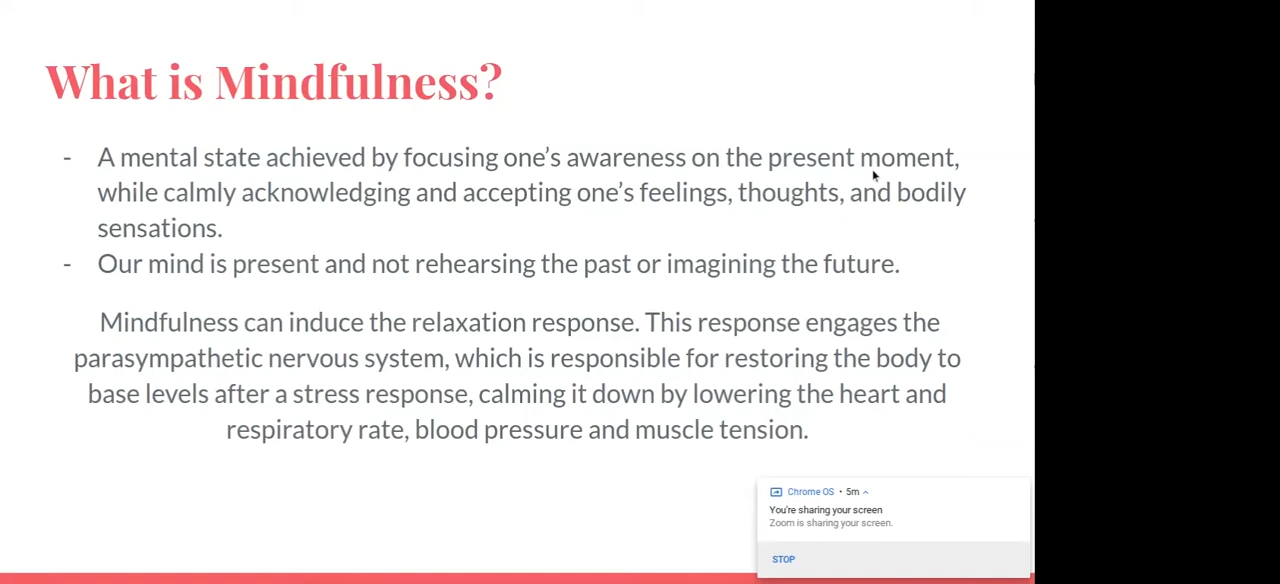 What is Mindfulness?
- A mental state achieved by focusing one’s awareness on the present moment,
while calmly acknowledging and accepting one’s feelings, thoughts, and bodily
sensations.
- Our mind is present and not rehearsing the past or imagining the future.
Mindfulness can induce the relaxation response. This response engages the
parasympathetic nervous system, which is responsible for restoring the body to
base levels after a stress response, calming it down by lowering the heart and
respiratory rate, blood pressure and muscle tension.
Chrome OS • 5m
You're sharing your screen
Zoom is sharing your screen.
STOP